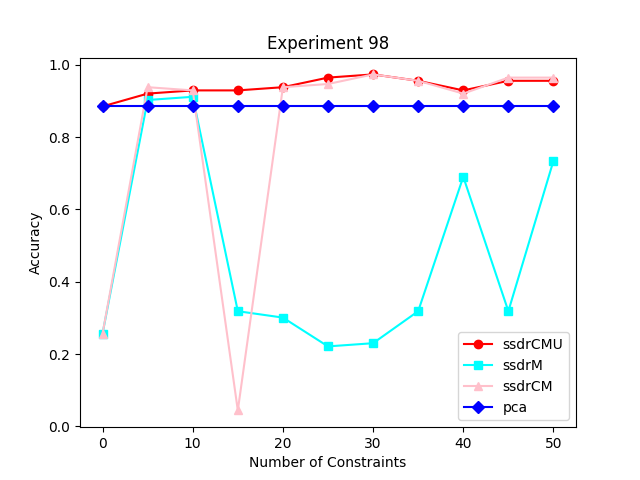 Experiment 98
1.0
0.8
0.6
0.4
0.2
0.0
Accuracy
0 10 20 30 40 50
Number of Constraints
ssdrCMU
ssdrM
ssdrCM
pca